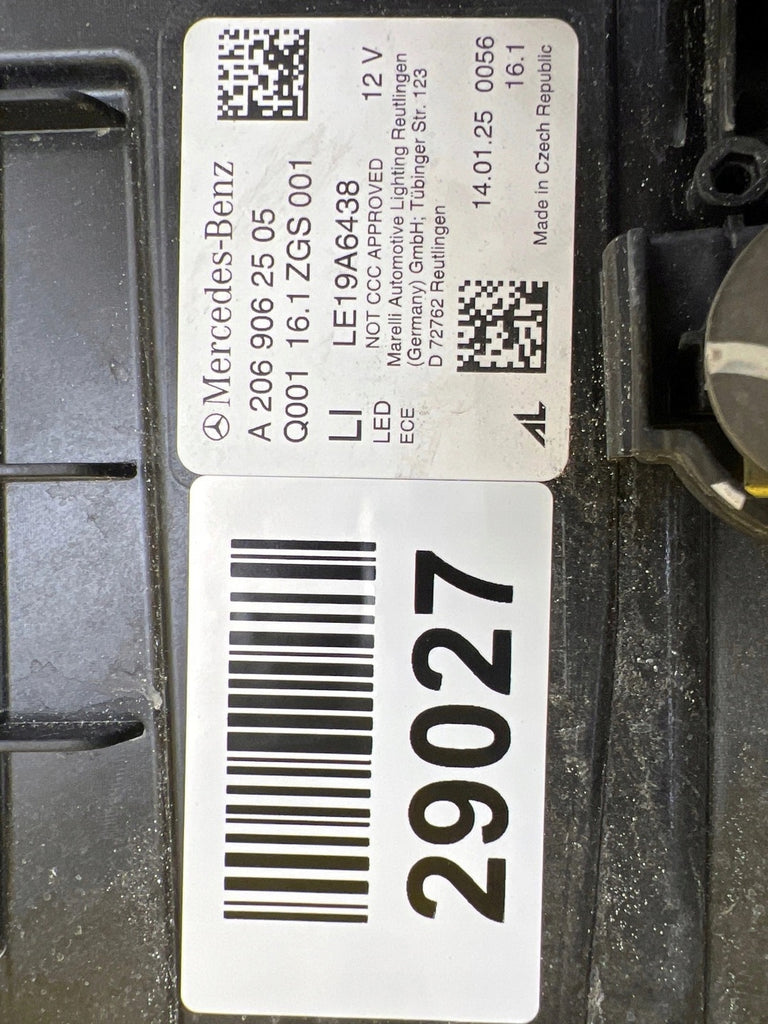 Mercedes-Benz
A 206 906 25 05
Q001 16.1 ZGS 001
LI LE19A6438
LED NOT CCC APPROVED 12 V
ECE Marelli Automotive Lighting Reutlingen
(Germany) GmbH; Tübinger Str. 123
D 72762 Reutlingen
14.01.25 0056
16.1
AL Made in Czech Republic
29027